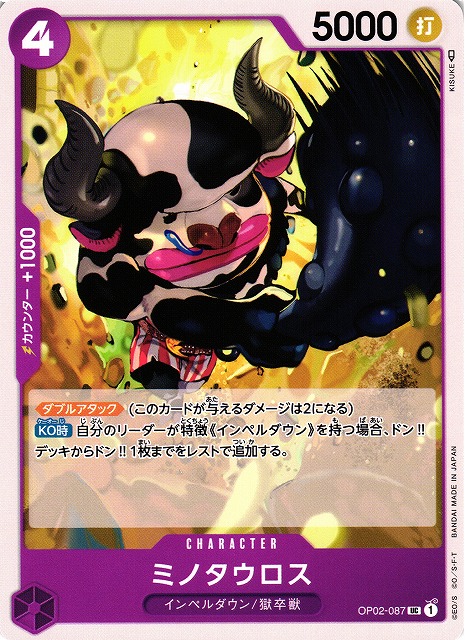 4
5000
打
KISUKE
カウンター +1000
ダブルアタック (このカードが与えるダメージは2になる)
KO時 自分のリーダーが特徴《インペルダウン》を持つ場合、ドン!!
デッキからドン!!1枚までをレストで追加する。
CHARACTER
ミノタウロス
インペルダウン/獄卒獣
OP02-087 UC 1
©E.O/S ©O/S・F・T BANDAI MADE IN JAPAN